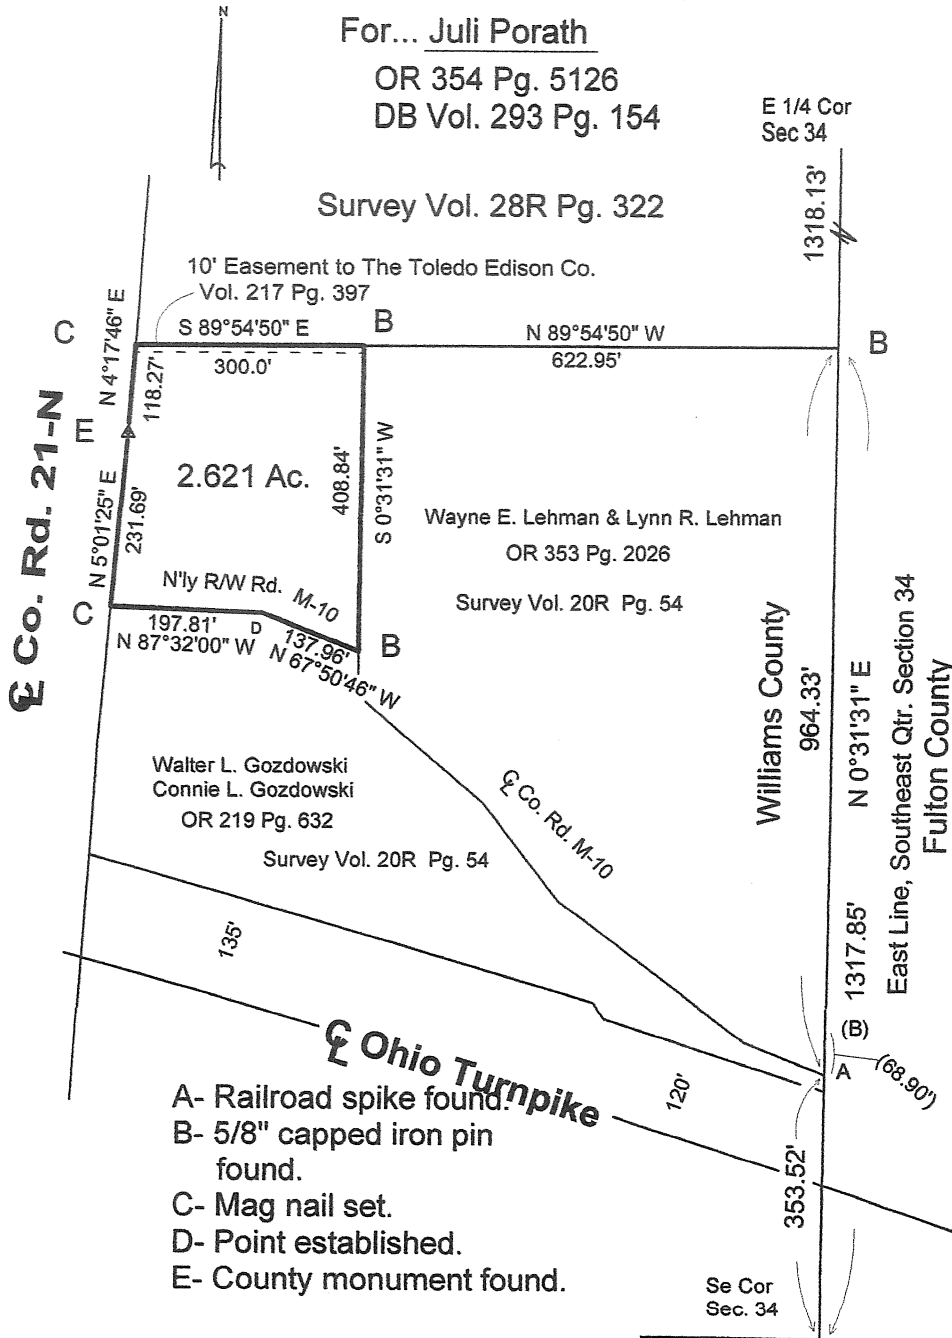 N
For... Juli Porath
OR 354 Pg. 5126
DB Vol. 293 Pg. 154
E 1/4 Cor
Sec 34
1318.13'
Survey Vol. 28R Pg. 322
10' Easement to The Toledo Edison Co.
Vol. 217 Pg. 397
C
N 4°17'46" E
118.27'
S 89°54'50" E
300.0'
B
N 89°54'50" W
622.95'
B
E
℄ Co. Rd. 21-N
N 5°01'25" E
231.69'
2.621 Ac.
408.84'
S 0°31'31" W
Wayne E. Lehman & Lynn R. Lehman
OR 353 Pg. 2026
Survey Vol. 20R Pg. 54
N'ly R/W Rd. M-10
C
197.81'
N 87°32'00" W
D
137.96'
N 67°50'46" W
B
Williams County
964.33'
N 0°31'31" E
1317.85'
East Line, Southeast Qtr. Section 34
Fulton County
Walter L. Gozdowski
Connie L. Gozdowski
OR 219 Pg. 632
Survey Vol. 20R Pg. 54
℄ Co. Rd. M-10
135'
℄ Ohio Turnpike
120'
(B)
A
(68.90')
353.52'
A- Railroad spike found.
B- 5/8" capped iron pin
found.
C- Mag nail set.
D- Point established.
E- County monument found.
Se Cor
Sec. 34